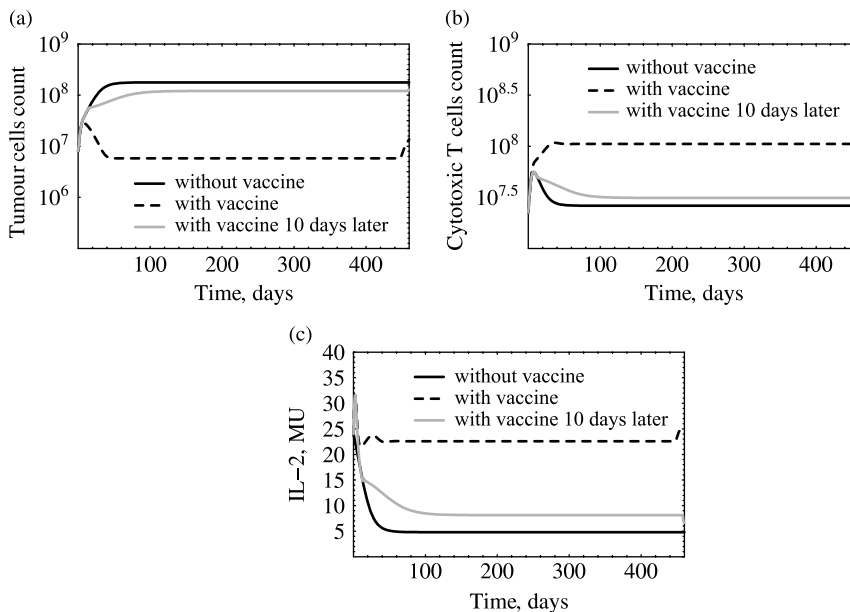 (a)
10^9
10^8
10^7
10^6
Tumour cells count
without vaccine
with vaccine
with vaccine 10 days later
100 200 300 400
Time, days
(b)
10^9
10^8.5
10^8
10^7.5
Cytotoxic T cells count
without vaccine
with vaccine
with vaccine 10 days later
100 200 300 400
Time, days
(c)
40
35
30
25
20
15
10
5
IL−2, MU
without vaccine
with vaccine
with vaccine 10 days later
100 200 300 400
Time, days